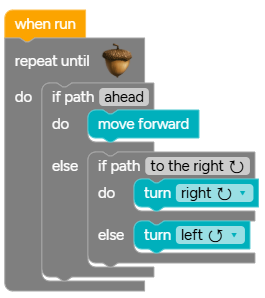 when run
repeat until
do if path ahead
do move forward
else if path to the right ↻
do turn right ↻ ▾
else turn left ↺ ▾